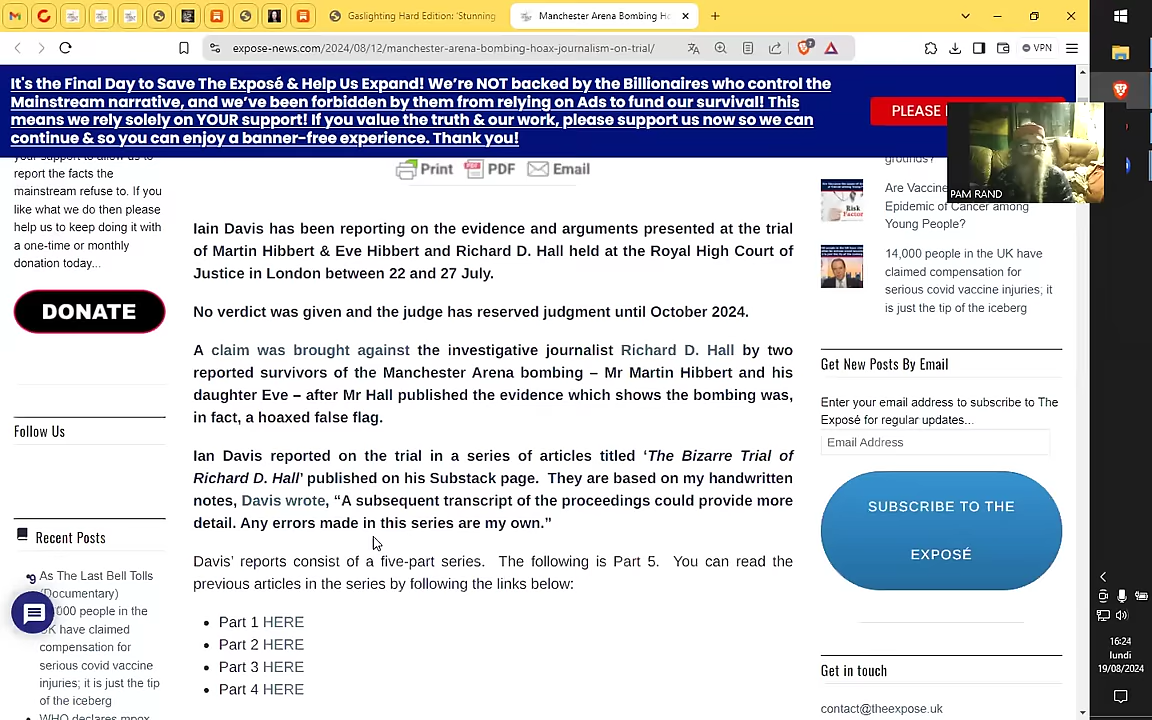 Gaslighting Hard Edition: 'Stunning
Manchester Arena Bombing Ho
expose-news.com/2024/08/12/manchester-arena-bombing-hoax-journalism-on-trial/
VPN
It's the Final Day to Save The Exposé & Help Us Expand! We're NOT backed by the Billionaires who control the
Mainstream narrative, and we've been forbidden by them from relying on Ads to fund our survival! This
means we rely solely on YOUR support! If you value the truth & our work, please support us now so we can
continue & so you can enjoy a banner-free experience. Thank you!
PLEASE
PAM RAND
your support to allow us to
report the facts the
mainstream refuse to. If you
like what we do then please
help us to keep doing it with
a one-time or monthly
donation today...
DONATE
Follow Us
Recent Posts
As The Last Bell Tolls
(Documentary)
000 people in the
UK have claimed
compensation for
serious covid vaccine
injuries; it is just the tip
of the iceberg
WHO declares mpox
Print PDF Email
Iain Davis has been reporting on the evidence and arguments presented at the trial
of Martin Hibbert & Eve Hibbert and Richard D. Hall held at the Royal High Court of
Justice in London between 22 and 27 July.
No verdict was given and the judge has reserved judgment until October 2024.
A claim was brought against the investigative journalist Richard D. Hall by two
reported survivors of the Manchester Arena bombing – Mr Martin Hibbert and his
daughter Eve – after Mr Hall published the evidence which shows the bombing was,
in fact, a hoaxed false flag.
Ian Davis reported on the trial in a series of articles titled 'The Bizarre Trial of
Richard D. Hall' published on his Substack page. They are based on my handwritten
notes, Davis wrote, "A subsequent transcript of the proceedings could provide more
detail. Any errors made in this series are my own."
Davis' reports consist of a five-part series. The following is Part 5. You can read the
previous articles in the series by following the links below:
• Part 1 HERE
• Part 2 HERE
• Part 3 HERE
• Part 4 HERE
grounds?
Are Vaccine
Epidemic of Cancer among
Young People?
Risk
Factor
14,000 people in the UK have
claimed compensation for
serious covid vaccine injuries; it
is just the tip of the iceberg
Get New Posts By Email
Enter your email address to subscribe to The
Exposé for regular updates...
Email Address
SUBSCRIBE TO THE
EXPOSÉ
Get in touch
contact@theexpose.uk
16:24
lundi
19/08/2024